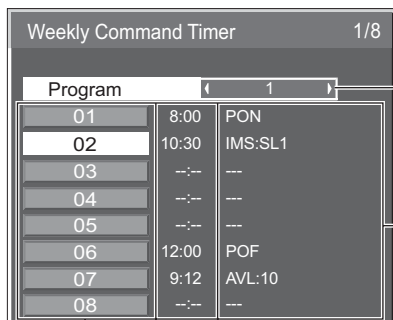 Weekly Command Timer 1/8
Program 1
01 8:00 PON
02 10:30 IMS:SL1
03 --:-- ---
04 --:-- ---
05 --:-- ---
06 12:00 POF
07 9:12 AVL:10
08 --:-- ---